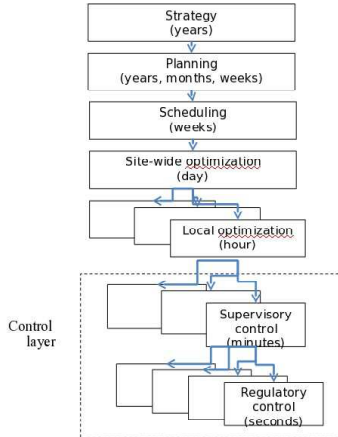 Strategy
(years)
Planning
(years, months, weeks)
Scheduling
(weeks)
Site-wide optimization
(day)
Local optimization
(hour)
Control
layer
Supervisory
control
(minutes)
Regulatory
control
(seconds)